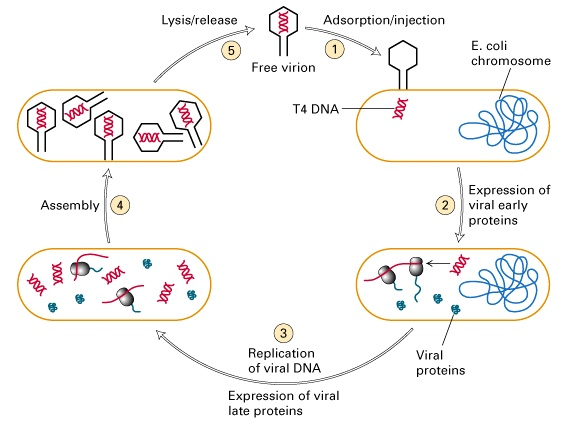 Lysis/release
Adsorption/injection
5
1
Free virion
E. coli
chromosome
T4 DNA
Assembly
4
2
Expression of
viral early
proteins
3
Replication
of viral DNA
Expression of viral
late proteins
Viral
proteins